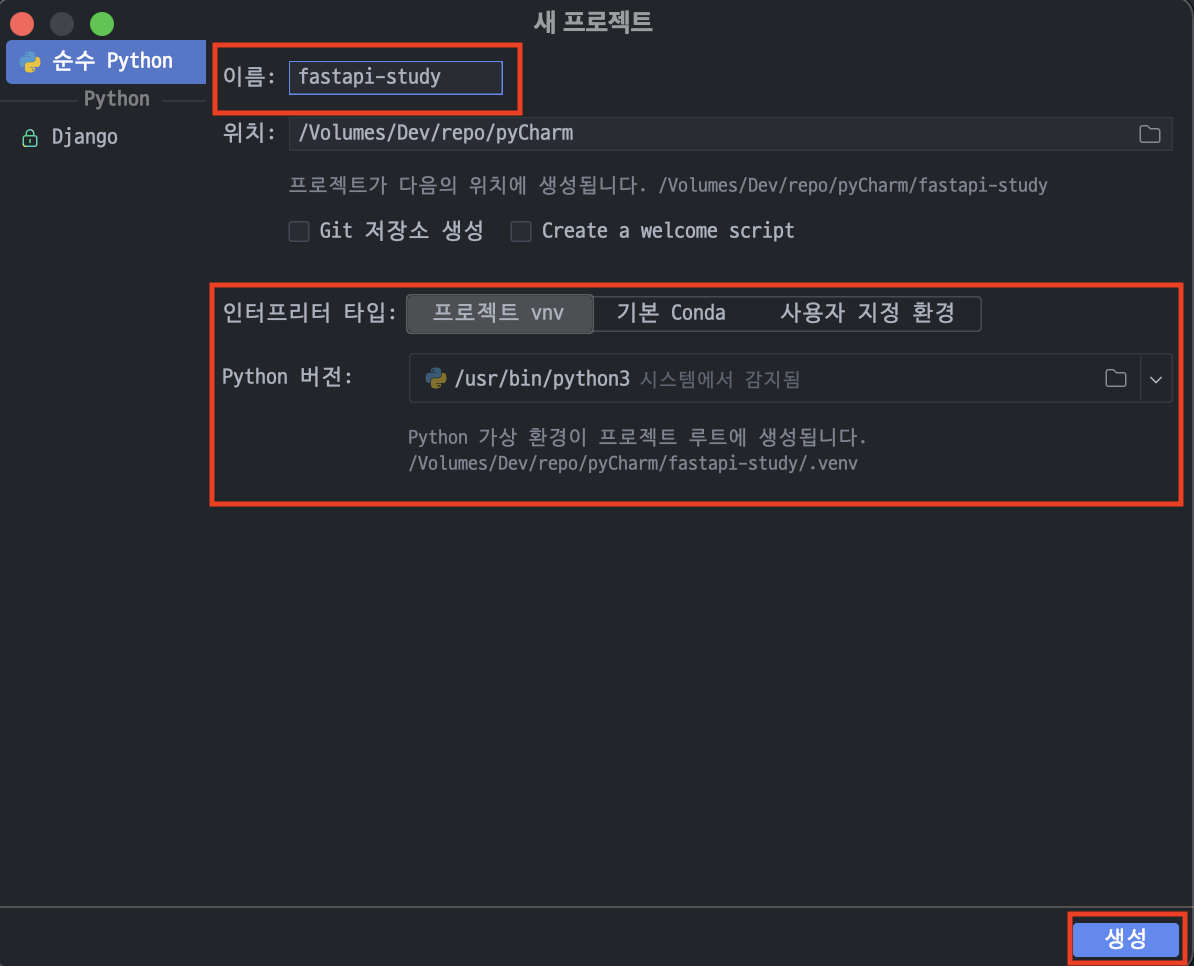 새 프로젝트
순수 Python
Python
Django
이름: fastapi-study
위치: /Volumes/Dev/repo/pyCharm
프로젝트가 다음의 위치에 생성됩니다. /Volumes/Dev/repo/pyCharm/fastapi-study
Git 저장소 생성 Create a welcome script
인터프리터 타입: 프로젝트 vnv 기본 Conda 사용자 지정 환경
Python 버전: /usr/bin/python3 시스템에서 감지됨
Python 가상 환경이 프로젝트 루트에 생성됩니다.
/Volumes/Dev/repo/pyCharm/fastapi-study/.venv
생성